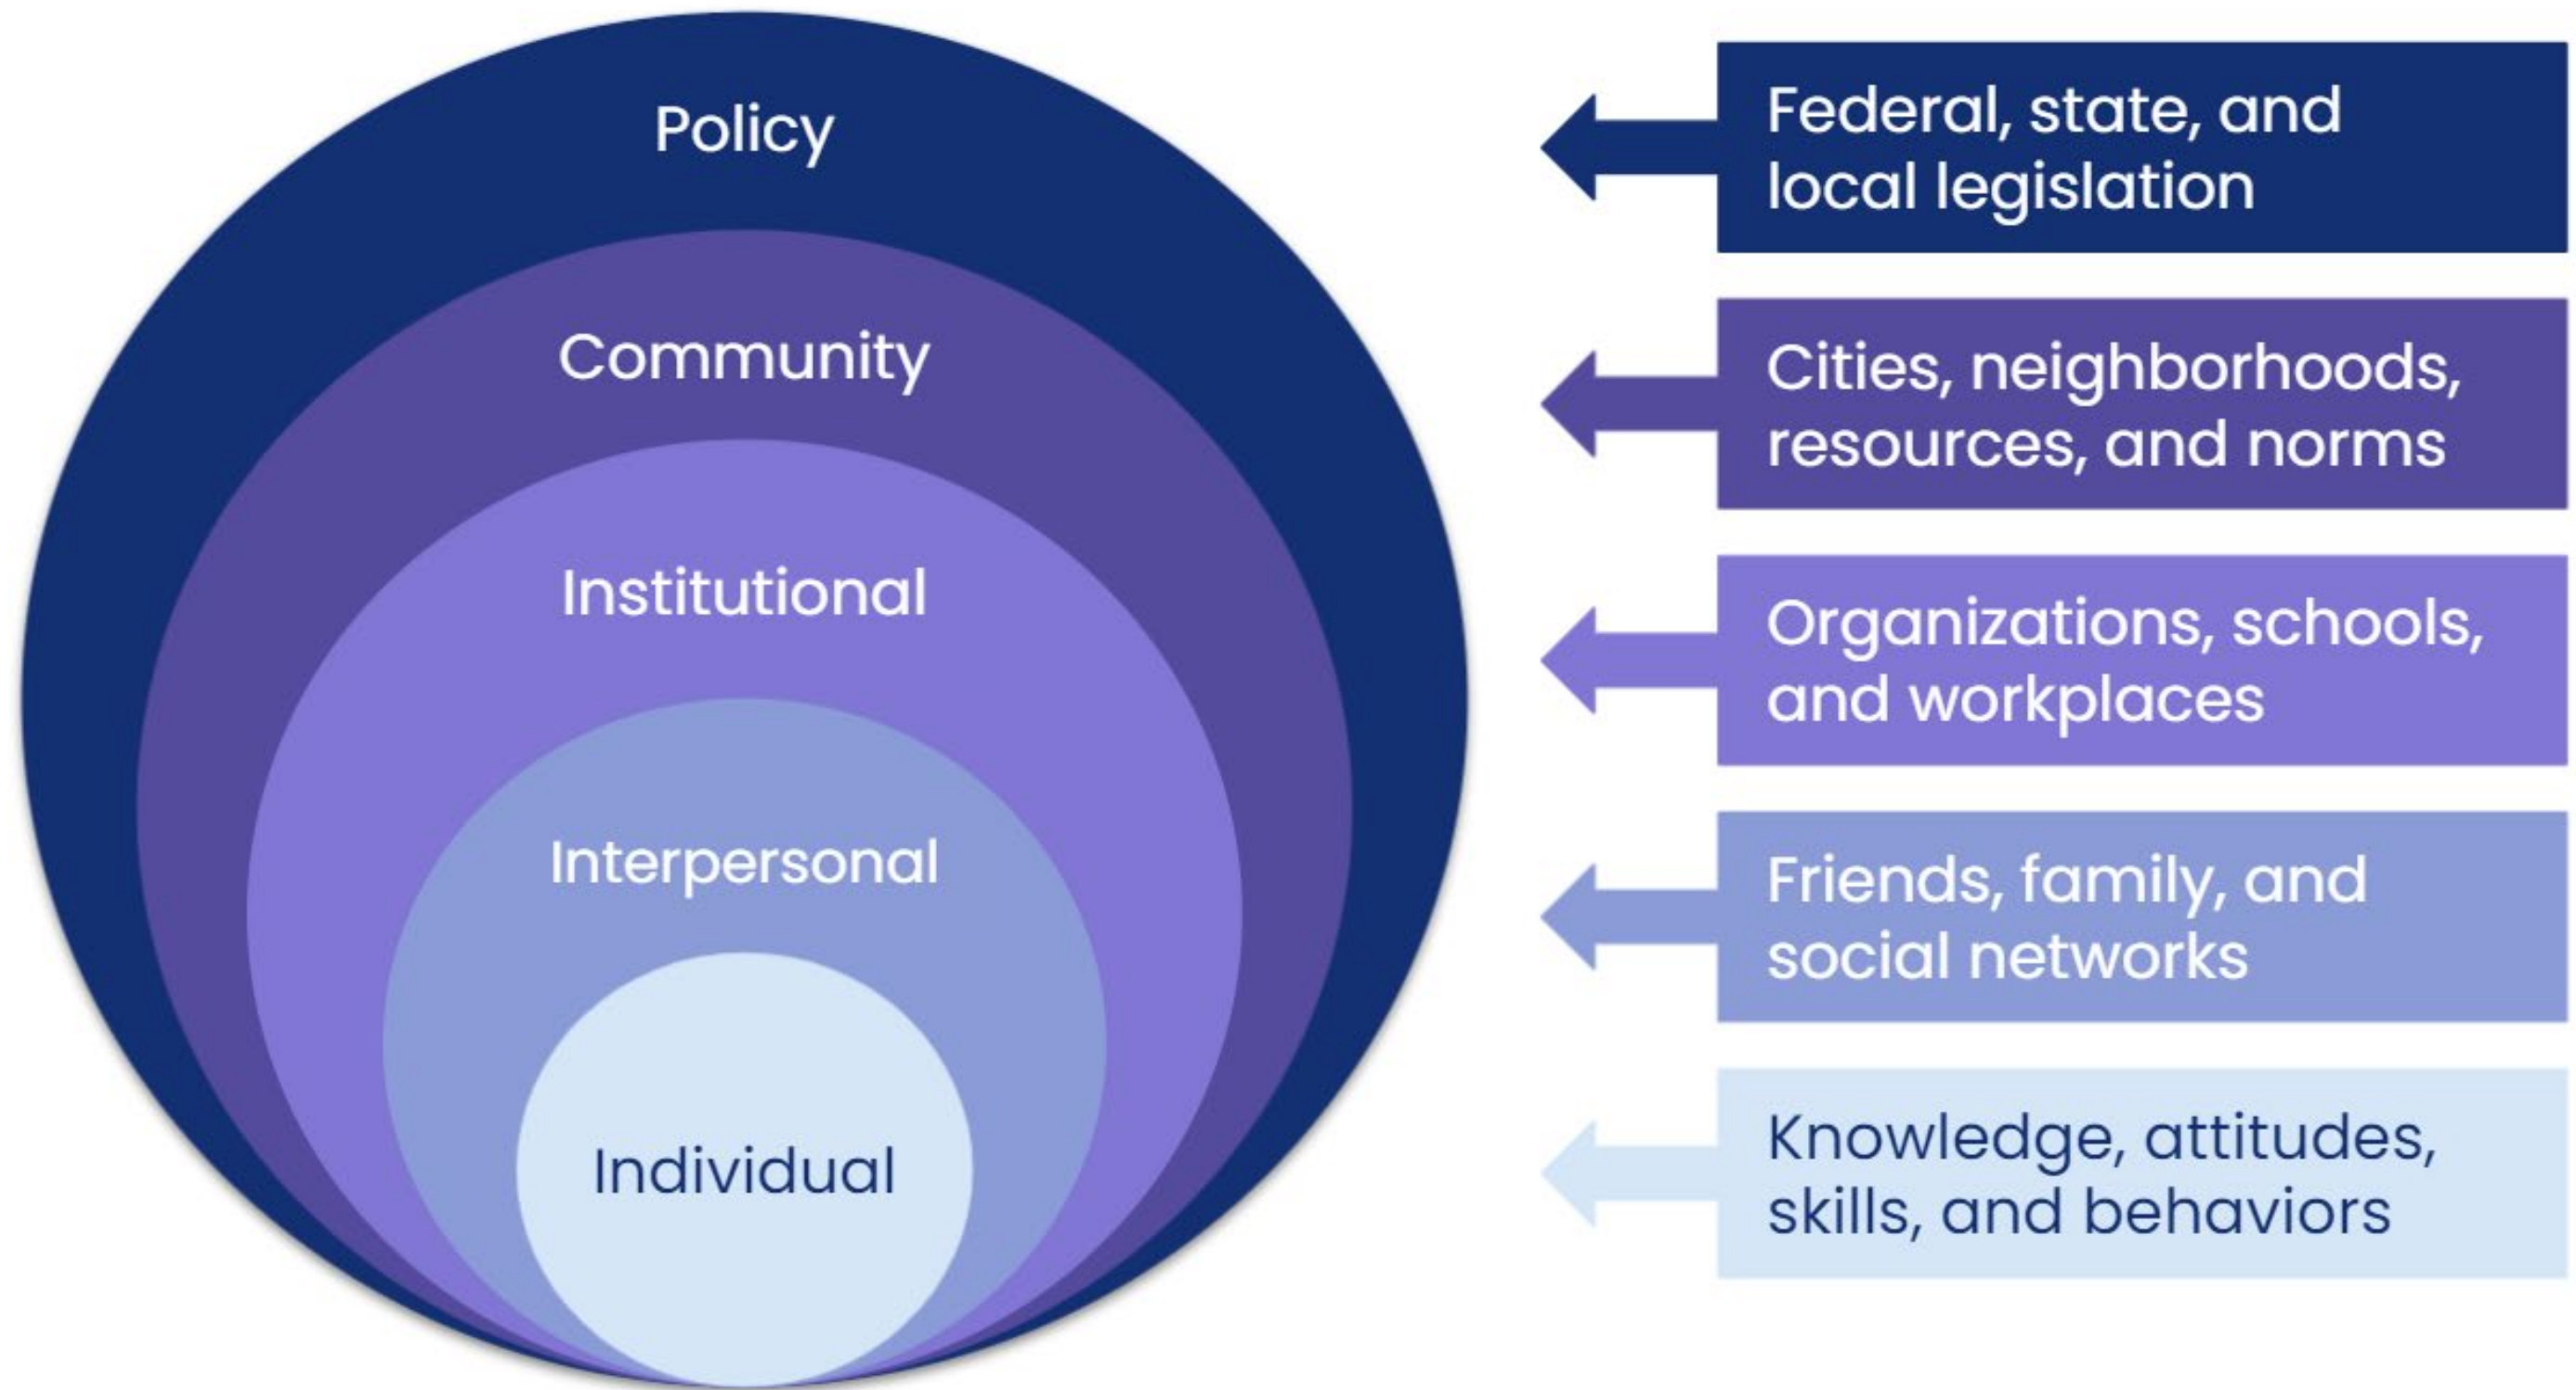 Policy
Community
Institutional
Interpersonal
Individual
Federal, state, and
local legislation
Cities, neighborhoods,
resources, and norms
Organizations, schools,
and workplaces
Friends, family, and
social networks
Knowledge, attitudes,
skills, and behaviors